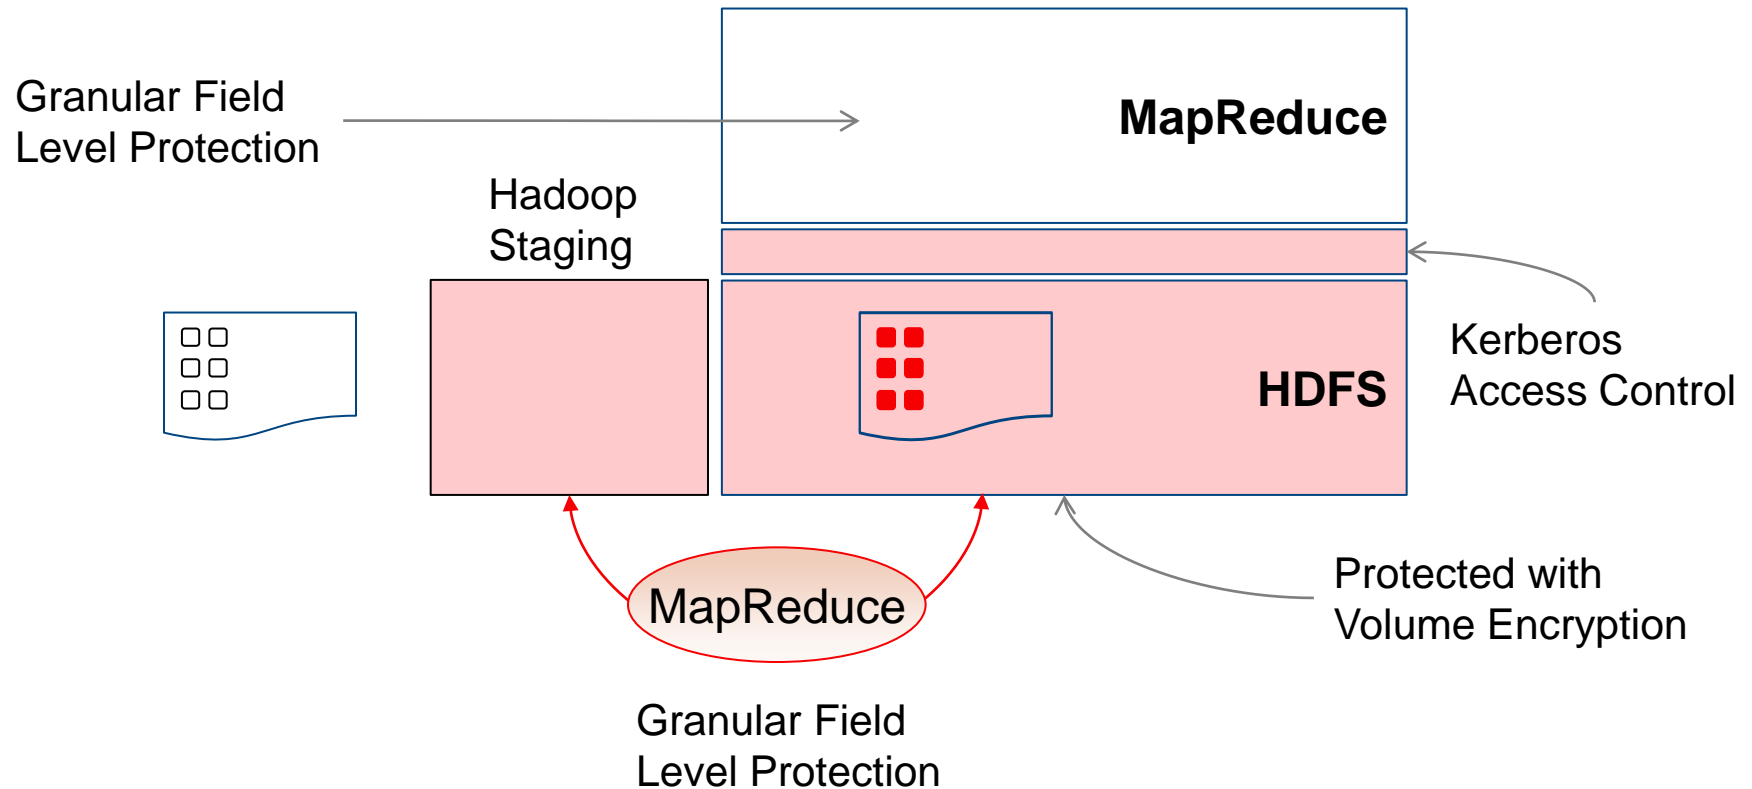 Granular Field
Level Protection
MapReduce
Hadoop
Staging
Kerberos
Access Control
HDFS
MapReduce
Protected with
Volume Encryption
Granular Field
Level Protection